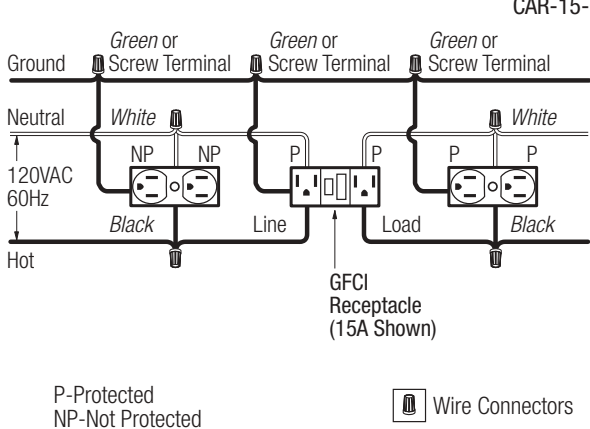 CAR-15-
Green or Green or Green or
Ground Screw Terminal Screw Terminal Screw Terminal
Neutral White White
NP NP P P P P
120VAC
60Hz
Black Line Load Black
Hot
GFCI
Receptacle
(15A Shown)
P-Protected
NP-Not Protected
Wire Connectors